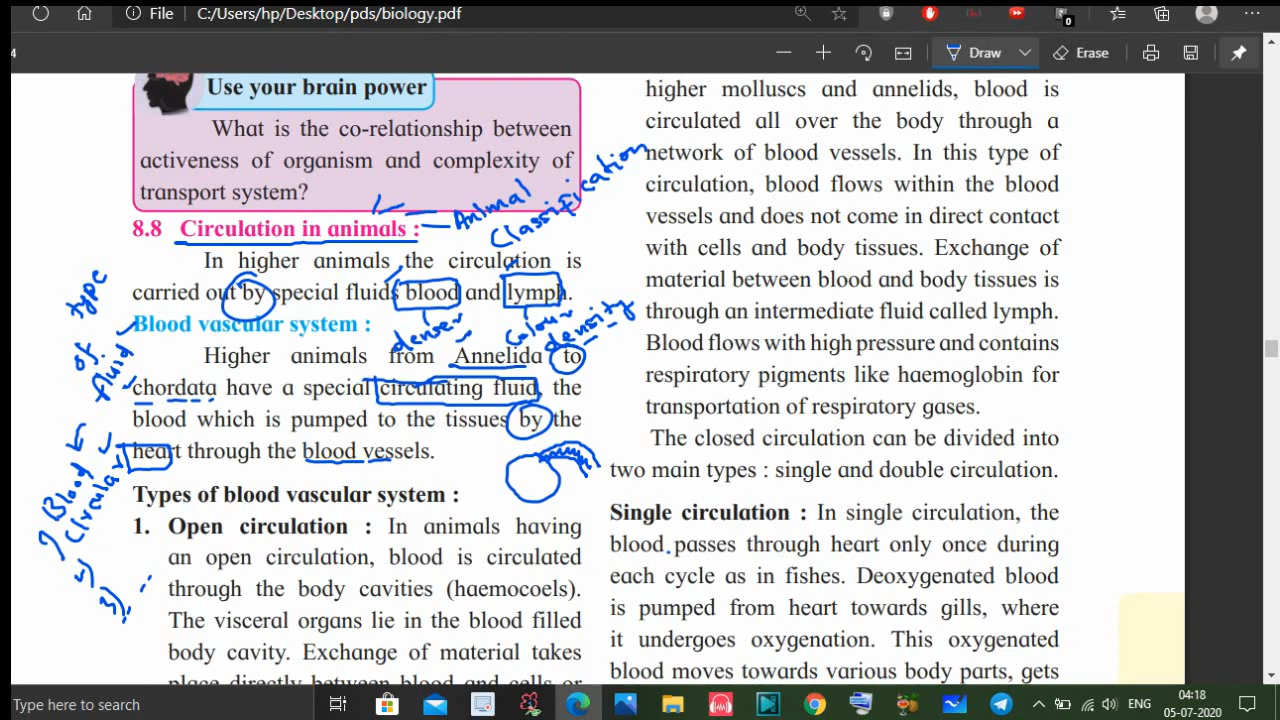 File
C:/Users/hp/Desktop/pds/biology.pdf
0
4
Draw
Erase
Use your brain power
What is the co-relationship between
activeness of organism and complexity of
transport system?
8.8 Circulation in animals :
Animal
Classification
In higher animals the circulation is
carried out by special fluids blood and lymph.
Blood vascular system :
dense
Colour
density
Higher animals from Annelida to
chordata have a special circulating fluid, the
blood which is pumped to the tissues by the
heart through the blood vessels.
type
of
fluid
Blood
Circular
Types of blood vascular system :
1. Open circulation : In animals having
an open circulation, blood is circulated
through the body cavities (haemocoels).
The visceral organs lie in the blood filled
body cavity. Exchange of material takes
place directly between blood and cells or
higher molluscs and annelids, blood is
circulated all over the body through a
network of blood vessels. In this type of
circulation, blood flows within the blood
vessels and does not come in direct contact
with cells and body tissues. Exchange of
material between blood and body tissues is
through an intermediate fluid called lymph.
Blood flows with high pressure and contains
respiratory pigments like haemoglobin for
transportation of respiratory gases.
The closed circulation can be divided into
two main types : single and double circulation.
Single circulation : In single circulation, the
blood passes through heart only once during
each cycle as in fishes. Deoxygenated blood
is pumped from heart towards gills, where
it undergoes oxygenation. This oxygenated
blood moves towards various body parts, gets
Type here to search
ENG
04:18
05-07-2020